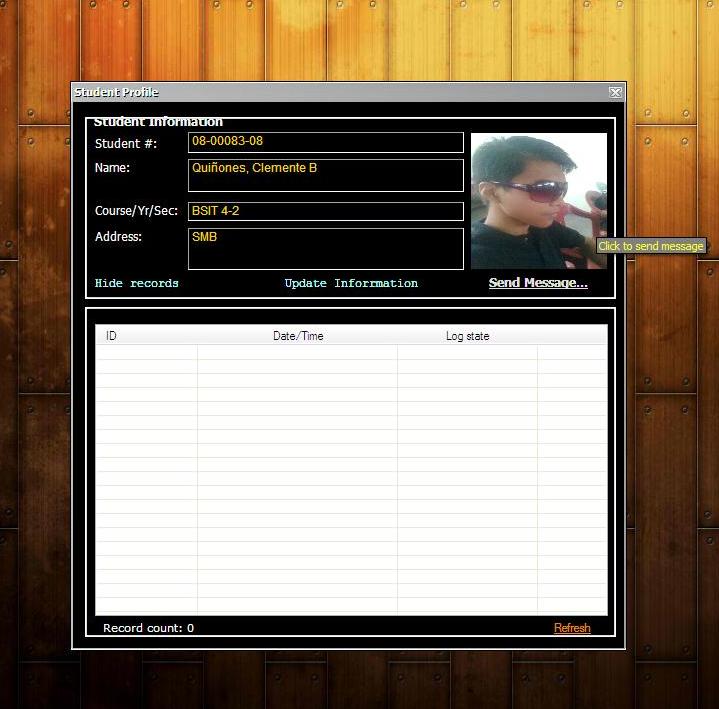 Student Profile
Student Information
Student #: 08-00083-08
Name: Quiñones, Clemente B
Course/Yr/Sec: BSIT 4-2
Address: SMB
Click to send message
Hide records Update Inforrmation Send Message...
ID Date/Time Log state
Record count: 0 Refresh